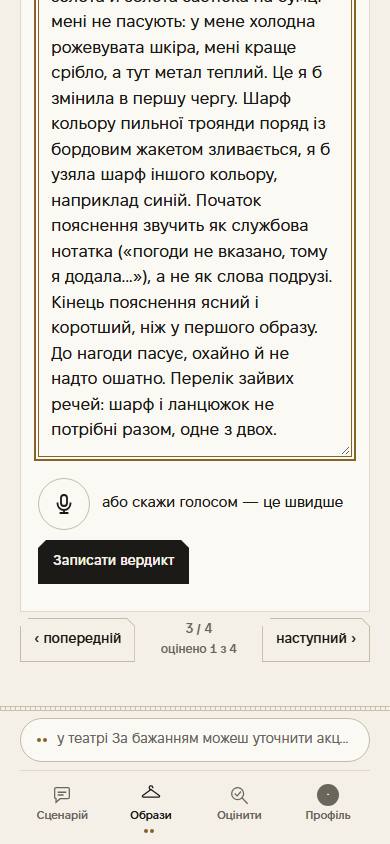 мені не пасують: у мене холодна
рожевувата шкіра, мені краще
срібло, а тут метал теплий. Це я б
змінила в першу чергу. Шарф
кольору пильної троянди поряд із
бордовим жакетом зливається, я б
узяла шарф іншого кольору,
наприклад синій. Початок
пояснення звучить як службова
нотатка («погоди не вказано, тому
я додала…»), а не як слова подрузі.
Кінець пояснення ясний і
коротший, ніж у першого образу.
До нагоди пасує, охайно й не
надто ошатно. Перелік зайвих
речей: шарф і ланцюжок не
потрібні разом, одне з двох.
або скажи голосом — це швидше
Записати вердикт
‹ попередній
3 / 4
оцінено 1 з 4
наступний ›
у театрі За бажанням можеш уточнити акц...
Сценарій
Образи
Оцінити
Профіль